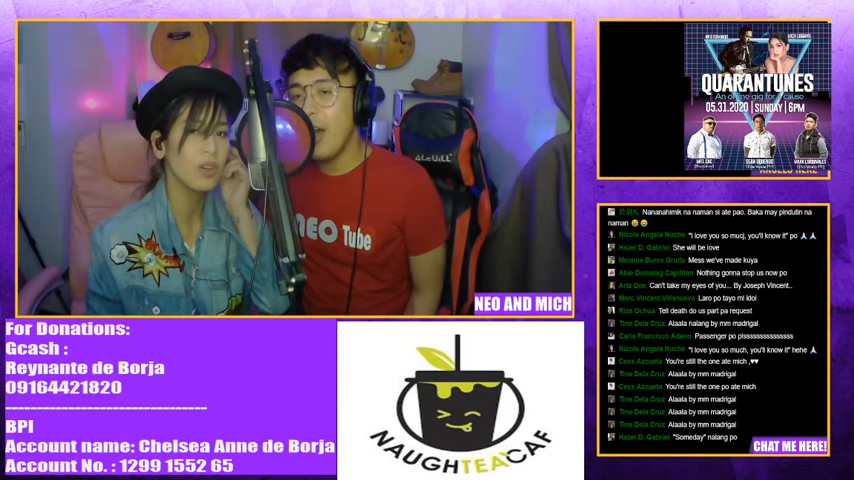 NEO Tube
NEO AND MICH
QUARANTUNES
An online gig for a cause
05.31.2020 | SUNDAY | 6PM
For Donations:
Gcash :
Reynante de Borja
09164421820
BPI
Account name: Chelsea Anne de Borja
Account No. : 1299 1552 65
NAUGHTEA CAF
Nananahimik na naman si ate pao. Baka may pindutin na
naman
Nicole Angela Noche "I love you so mucj, you'll know it" po
Hazel D. Gabriel She will be love
Melanie Burce Grulla Mess we've made kuya
Abie Dumalag Capilitan Nothing gonna stop us now po
Artz Dos Can't take my eyes of you... By Joseph Vincent..
Marc Vincent Villanueva Laro po tayo mi idol
Riza Ochua Tell death do us part pa request
Tine Dela Cruz Alaala nalang by mm madrigal
Carla Francisco Adeno Passenger po plssssssssssssssss
Nicole Angela Noche "I love you so much, you'll know it" hehe
Cess Azcueta You're still the one ate mich ,♥♥
Tine Dela Cruz Alaala by mm madrigal
Cess Azcueta You're still the one po ate mich
Tine Dela Cruz Alaala by mm madrigal
Tine Dela Cruz Alaala by mm madrigal
Tine Dela Cruz Alaala by mm madrigal
Hazel D. Gabriel "Someday" nalang po
CHAT ME HERE!